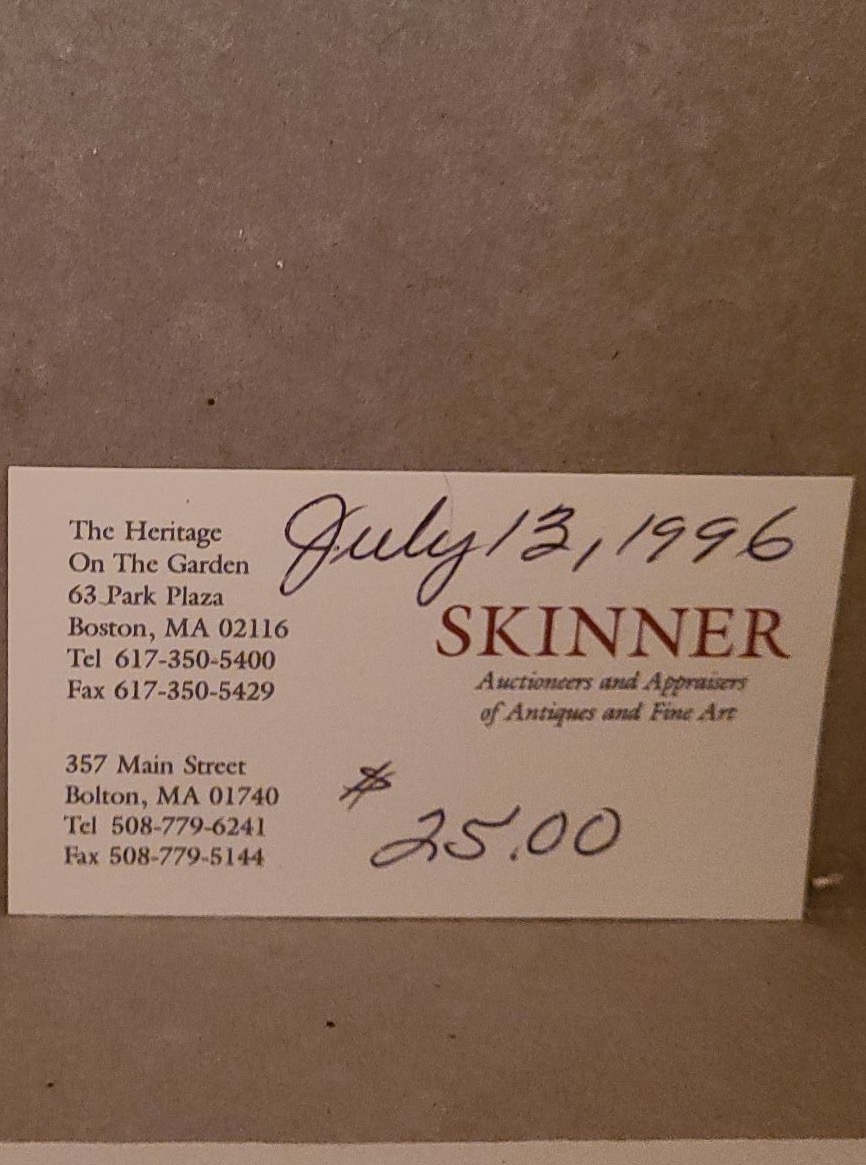 The Heritage
On The Garden
63 Park Plaza
Boston, MA 02116
Tel 617-350-5400
Fax 617-350-5429
357 Main Street
Bolton, MA 01740
Tel 508-779-6241
Fax 508-779-5144
July 13, 1996
SKINNER
Auctioneers and Appraisers
of Antiques and Fine Art
$
25.00